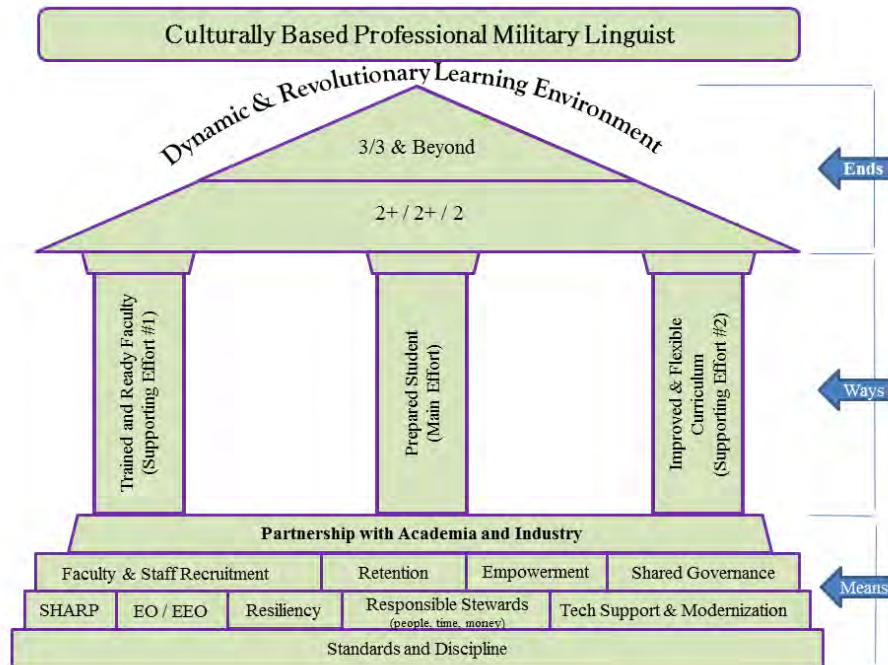 Culturally Based Professional Military Linguist
Dynamic & Revolutionary Learning Environment
3/3 & Beyond
2+ / 2+ / 2
Ends
Trained and Ready Faculty
(Supporting Effort #1)
Prepared Student
(Main Effort)
Improved & Flexible
Curriculum
(Supporting Effort #2)
Ways
Partnership with Academia and Industry
Faculty & Staff Recruitment
Retention
Empowerment
Shared Governance
Means
SHARP
EO / EEO
Resiliency
Responsible Stewards
(people, time, money)
Tech Support & Modernization
Standards and Discipline